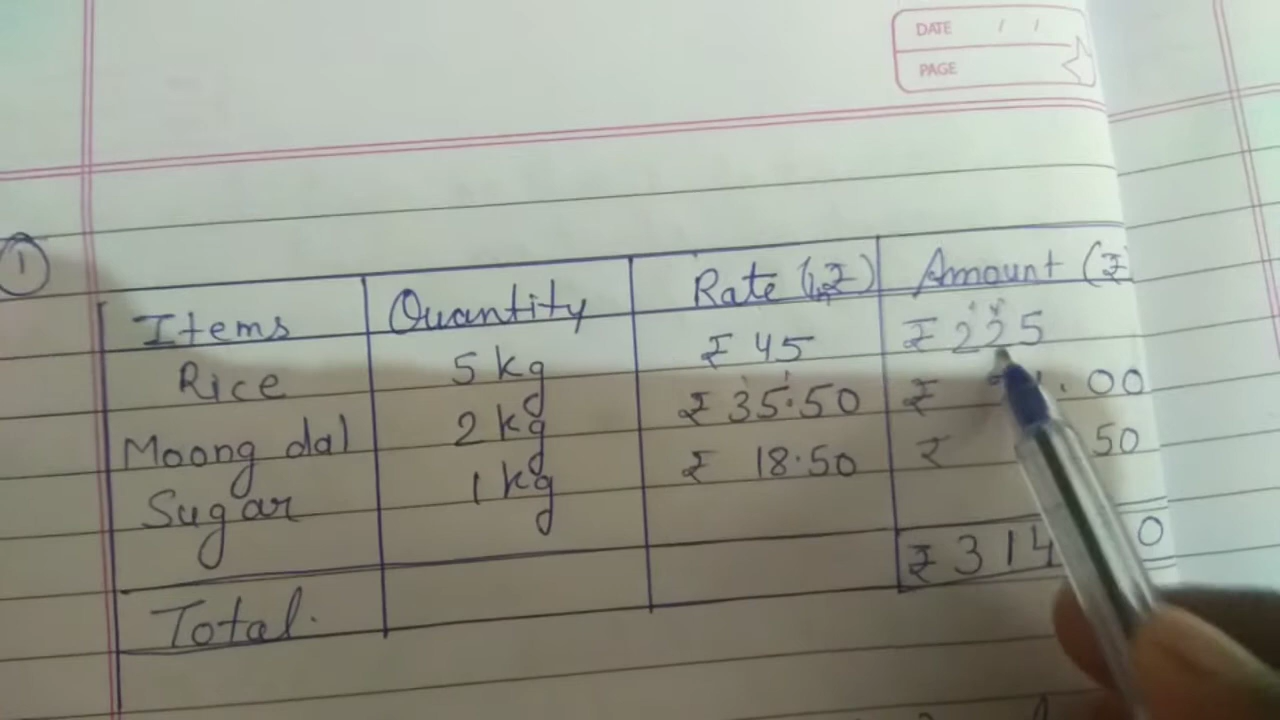 DATE / /
PAGE
1
Items Quantity Rate (in ₹) Amount (₹
Rice 5 kg ₹ 45 ₹ 225
Moong dal 2 kg ₹ 35.50 ₹ .00
Sugar 1 kg ₹ 18.50 ₹ 50
Total. ₹ 314 0